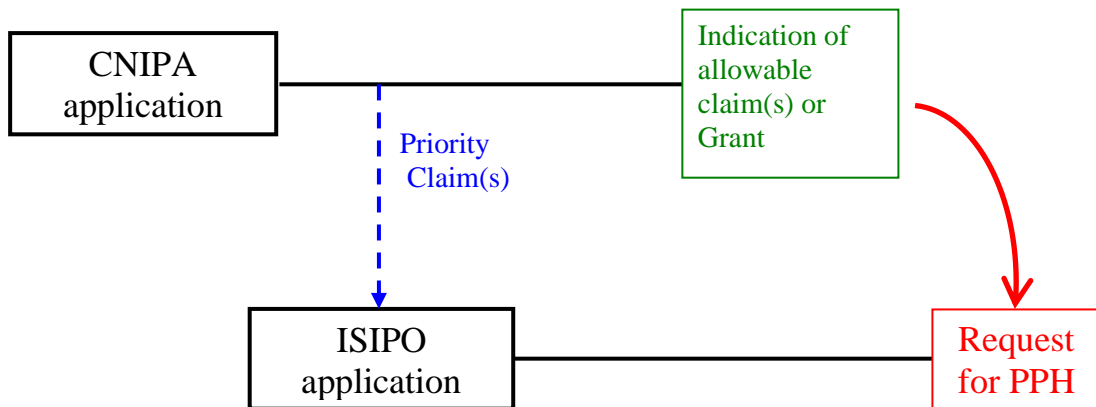 CNIPA
application
Indication of
allowable
claim(s) or
Grant
Priority
Claim(s)
ISIPO
application
Request
for PPH